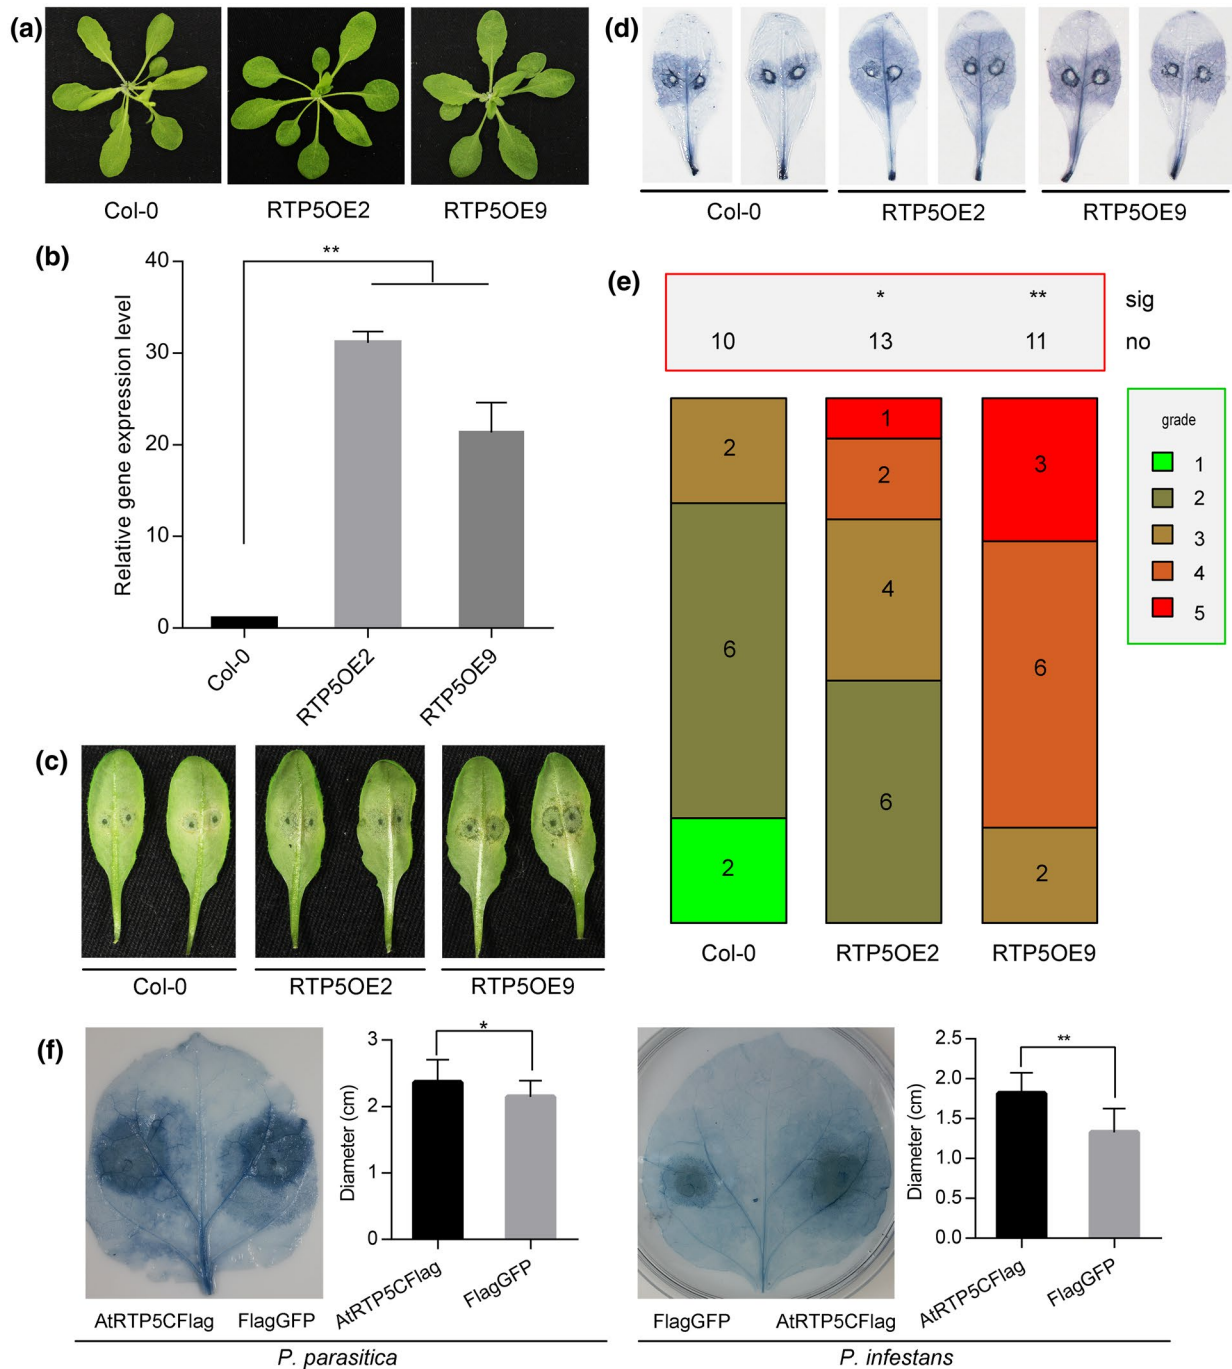 (a)
Col-0
RTP5OE2
RTP5OE9
(b)
**
Relative gene expression level
40
30
20
10
0
Col-0
RTP5OE2
RTP5OE9
(c)
Col-0
RTP5OE2
RTP5OE9
(d)
Col-0
RTP5OE2
RTP5OE9
(e)
* ** sig
10 13 11 no
2
6
2
1
2
4
6
3
6
2
Col-0
RTP5OE2
RTP5OE9
grade
1
2
3
4
5
(f)
AtRTP5CFlag FlagGFP
*
Diameter (cm)
3
2
1
0
AtRTP5CFlag
FlagGFP
P. parasitica
FlagGFP AtRTP5CFlag
**
Diameter (cm)
2.5
2.0
1.5
1.0
0.5
0.0
AtRTP5CFlag
FlagGFP
P. infestans